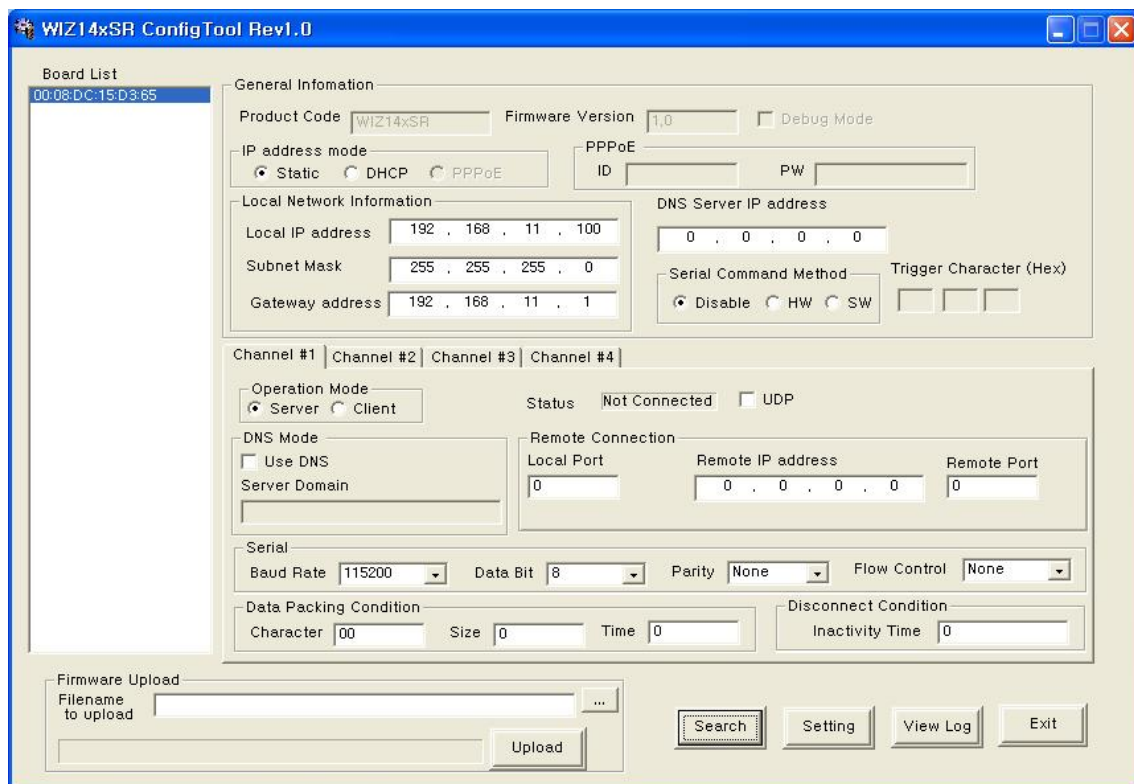 WIZ14xSR ConfigTool Rev1.0
Board List
00:08:DC:15:D3:65
General Infomation
Product Code WIZ14xSR Firmware Version 1,0 Debug Mode
IP address mode
Static DHCP PPPoE
PPPoE
ID PW
Local Network Information
Local IP address 192 . 168 . 11 . 100
Subnet Mask 255 . 255 . 255 . 0
Gateway address 192 . 168 . 11 . 1
DNS Server IP address
0 . 0 . 0 . 0
Serial Command Method
Disable HW SW
Trigger Character (Hex)
Channel #1 Channel #2 Channel #3 Channel #4
Operation Mode
Server Client
Status Not Connected UDP
DNS Mode
Use DNS
Server Domain
Remote Connection
Local Port Remote IP address Remote Port
0 0 . 0 . 0 . 0 0
Serial
Baud Rate 115200 Data Bit 8 Parity None Flow Control None
Data Packing Condition
Character 00 Size 0 Time 0
Disconnect Condition
Inactivity Time 0
Firmware Upload
Filename
to upload
...
Upload
Search Setting View Log Exit